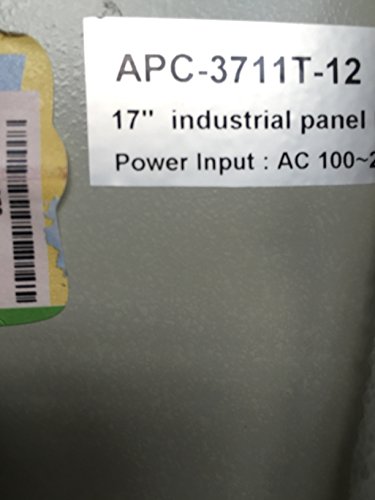 APC-3711T-12
17" industrial panel
Power Input : AC 100~2